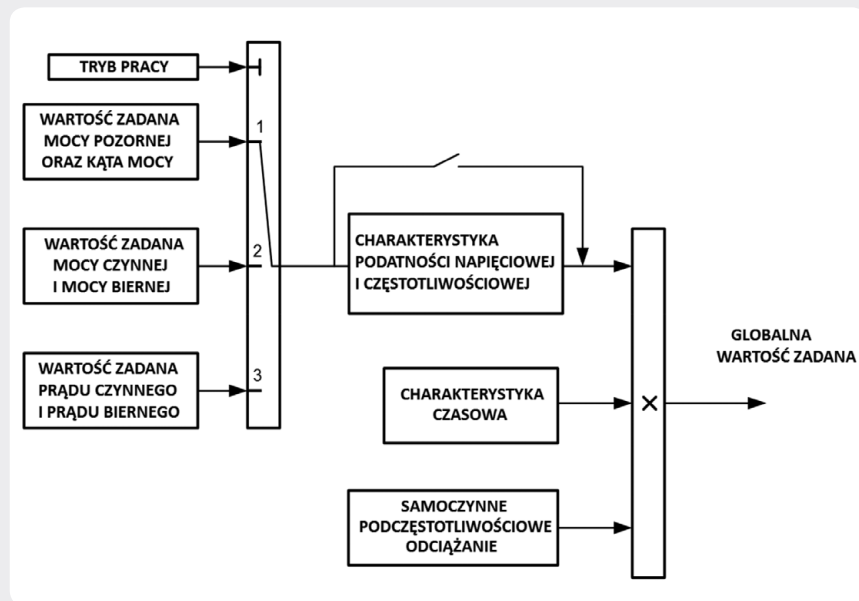 TRYB PRACY
WARTOŚĆ ZADANA
MOCY POZORNEJ
ORAZ KĄTA MOCY
1
WARTOŚĆ ZADANA
MOCY CZYNNEJ
I MOCY BIERNEJ
2
WARTOŚĆ ZADANA
PRĄDU CZYNNEGO
I PRĄDU BIERNEGO
3
CHARAKTERYSTYKA
PODATNOŚCI NAPIĘCIOWEJ
I CZĘSTOTLIWOŚCIOWEJ
CHARAKTERYSTYKA
CZASOWA
SAMOCZYNNE
PODCZĘSTOTLIWOŚCIOWE
ODCIĄŻANIE
×
GLOBALNA
WARTOŚĆ ZADANA